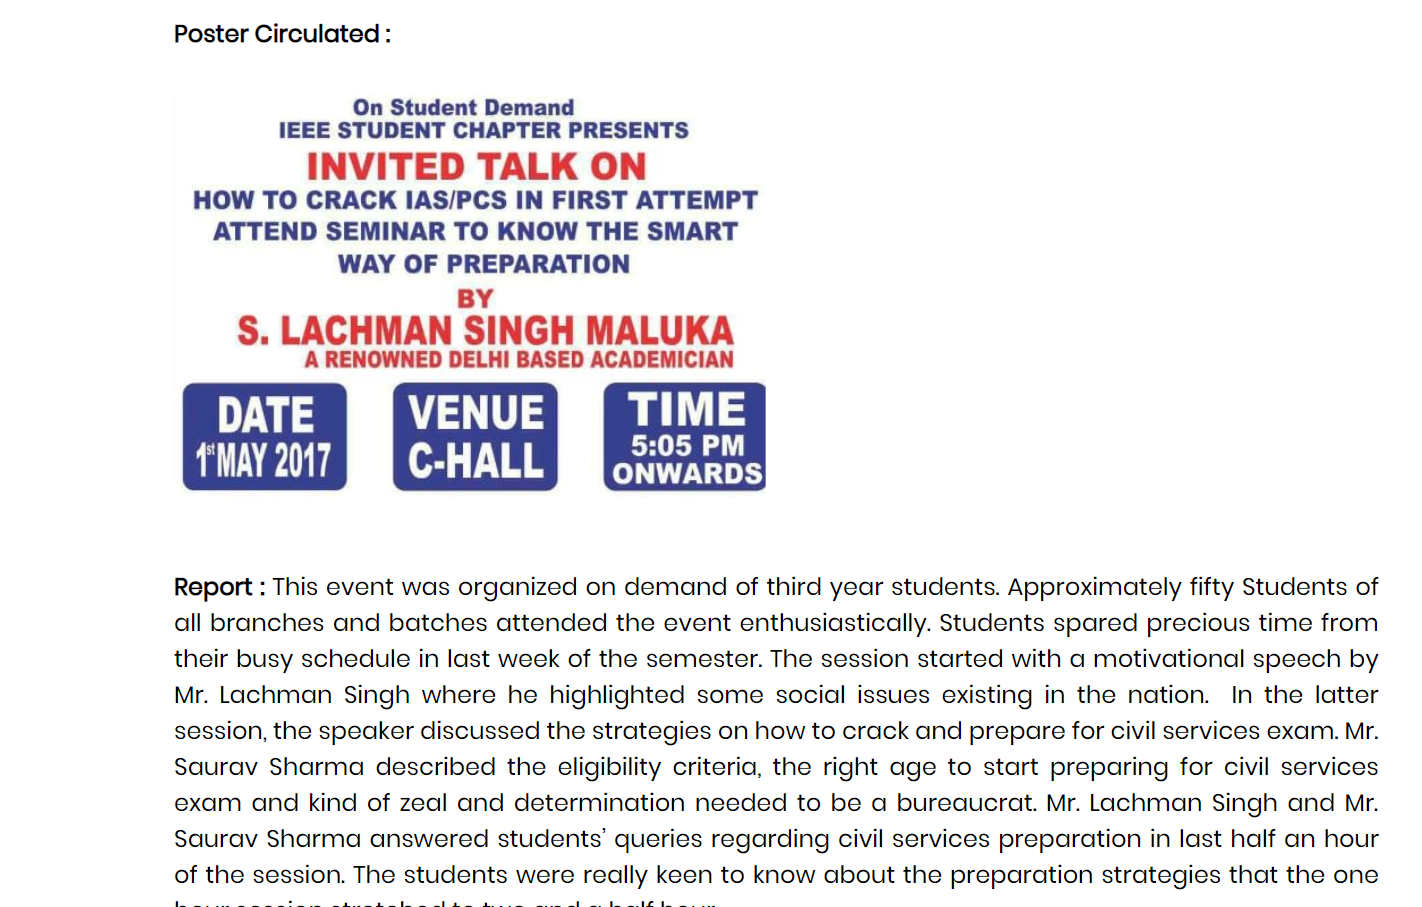 Poster Circulated :
On Student Demand
IEEE STUDENT CHAPTER PRESENTS
INVITED TALK ON
HOW TO CRACK IAS/PCS IN FIRST ATTEMPT
ATTEND SEMINAR TO KNOW THE SMART
WAY OF PREPARATION
BY
S. LACHMAN SINGH MALUKA
A RENOWNED DELHI BASED ACADEMICIAN
DATE
1st MAY 2017
VENUE
C-HALL
TIME
5:05 PM
ONWARDS
Report : This event was organized on demand of third year students. Approximately fifty Students of
all branches and batches attended the event enthusiastically. Students spared precious time from
their busy schedule in last week of the semester. The session started with a motivational speech by
Mr. Lachman Singh where he highlighted some social issues existing in the nation.  In the latter
session, the speaker discussed the strategies on how to crack and prepare for civil services exam. Mr.
Saurav Sharma described the eligibility criteria, the right age to start preparing for civil services
exam and kind of zeal and determination needed to be a bureaucrat. Mr. Lachman Singh and Mr.
Saurav Sharma answered students’ queries regarding civil services preparation in last half an hour
of the session. The students were really keen to know about the preparation strategies that the one
hour session stretched to two and a half hour.